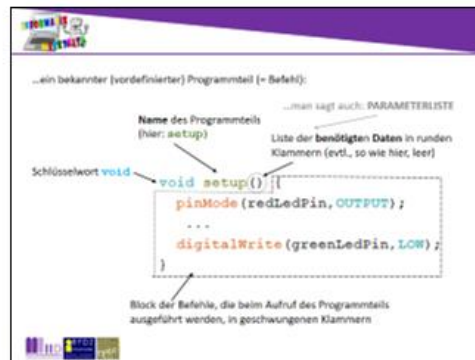 INFORMATIK
...ein bekannter (vordefinierter) Programmteil (= Befehl):
...man sagt auch: PARAMETERLISTE
Name des Programmteils
(hier: setup)
Liste der benötigten Daten in runden
Klammern (evtl., so wie hier, leer)
Schlüsselwort void
void setup() {
pinMode(redLedPin,OUTPUT);
...
digitalWrite(greenLedPin,LOW);
}
Block der Befehle, die beim Aufruf des Programmteils
ausgeführt werden, in geschwungenen Klammern